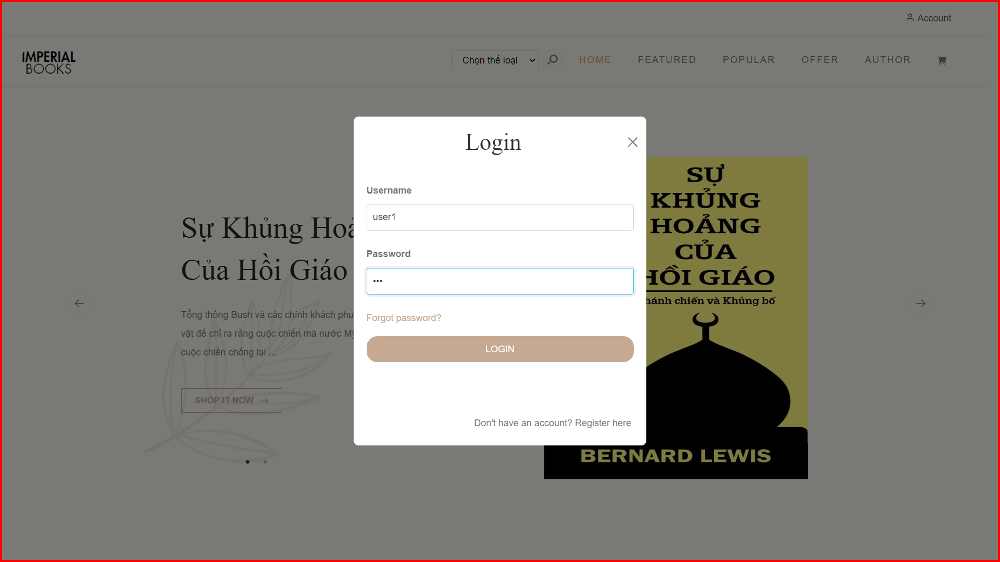 Account
IMPERIAL
BOOKS
Chọn thể loại
HOME
FEATURED
POPULAR
OFFER
AUTHOR
Login
Username
user1
Password
•••
Forgot password?
LOGIN
Don't have an account? Register here
Sự Khủng
Của Hồi Giáo
Tổng thống Bush và các chính khách
vật để chỉ ra rằng cuộc chiến mà nước Mỹ
cuộc chiến chống lại ...
SHOP IT NOW
SỰ
KHỦNG
HOẢNG
CỦA
HỒI GIÁO
chiến và Khủng bố
BERNARD LEWIS